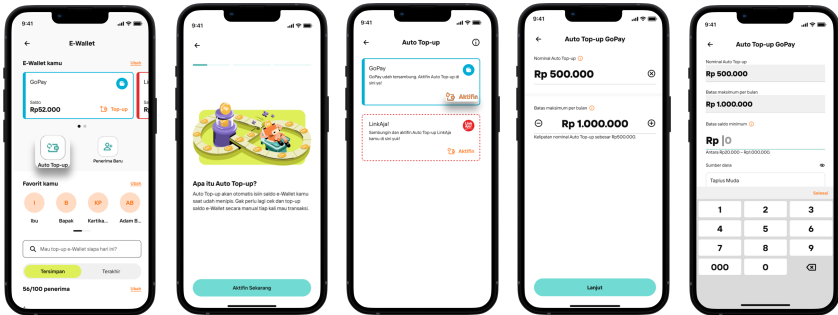 9:41
E-Wallet
E-Wallet kamu
Ubah
GoPay
Saldo
Rp52.000
Top-up
Auto Top-up
Penerima Baru
Favorit kamu
Ubah
I
B
KP
AB
Ibu
Bapak
Kartika...
Adam B...
Mau top-up e-Wallet siapa hari ini?
Tersimpan
Terakhir
56/100 penerima
Ubah
9:41
Apa itu Auto Top-up?
Auto Top-up akan otomatis isiin saldo e-Wallet kamu
saat udah menipis. Gak perlu lagi cek dan top-up
saldo e-Wallet secara manual tiap kali mau transaksi.
Aktifin Sekarang
9:41
Auto Top-up
GoPay
GoPay udah tersambung. Aktifin Auto Top-up di
sini ya!
Aktifin
LinkAja!
Sambungin dan aktifin Auto Top-up LinkAja
kamu di sini yuk!
Aktifin
9:41
Auto Top-up GoPay
Nominal Auto Top-up
Rp 500.000
Batas maksimum per bulan
Rp 1.000.000
Kelipatan nominal Auto Top-up sebesar Rp500.000.
Lanjut
9:41
Auto Top-up GoPay
Nominal Auto Top-up
Rp 500.000
Batas maksimum per bulan
Rp 1.000.000
Batas saldo minimum
Rp 0
Antara Rp20.000 – Rp1.000.000.
Sumber dana
Taplus Muda
Selesai
1 2 3
4 5 6
7 8 9
000 0